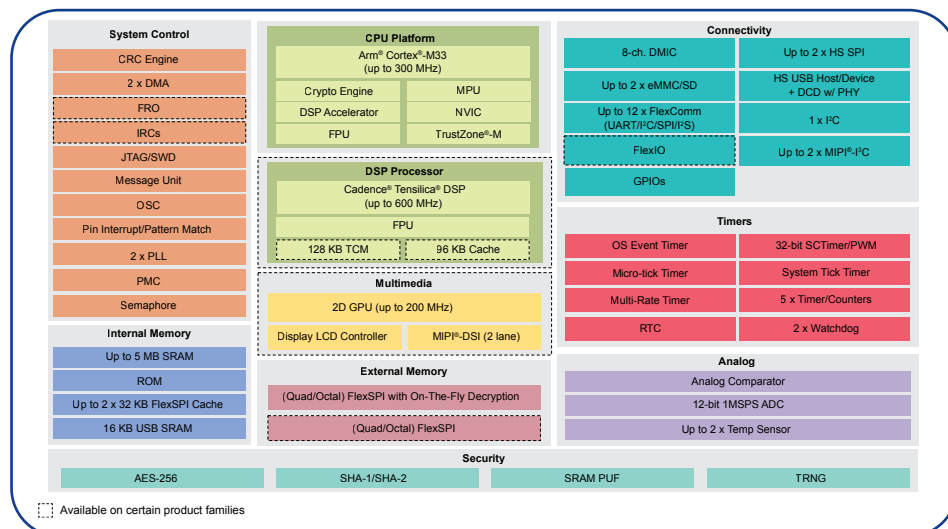 System Control
CRC Engine
2 x DMA
FRO
IRCs
JTAG/SWD
Message Unit
OSC
Pin Interrupt/Pattern Match
2 x PLL
PMC
Semaphore
Internal Memory
Up to 5 MB SRAM
ROM
Up to 2 x 32 KB FlexSPI Cache
16 KB USB SRAM
CPU Platform
Arm® Cortex®-M33
(up to 300 MHz)
Crypto Engine
MPU
DSP Accelerator
NVIC
FPU
TrustZone®-M
DSP Processor
Cadence® Tensilica® DSP
(up to 600 MHz)
FPU
128 KB TCM
96 KB Cache
Multimedia
2D GPU (up to 200 MHz)
Display LCD Controller
MIPI®-DSI (2 lane)
External Memory
(Quad/Octal) FlexSPI with On-The-Fly Decryption
(Quad/Octal) FlexSPI
Connectivity
8-ch. DMIC
Up to 2 x HS SPI
Up to 2 x eMMC/SD
HS USB Host/Device
+ DCD w/ PHY
Up to 12 x FlexComm
(UART/I²C/SPI/I²S)
1 x I²C
FlexIO
Up to 2 x MIPI®-I³C
GPIOs
Timers
OS Event Timer
32-bit SCTimer/PWM
Micro-tick Timer
System Tick Timer
Multi-Rate Timer
5 x Timer/Counters
RTC
2 x Watchdog
Analog
Analog Comparator
12-bit 1MSPS ADC
Up to 2 x Temp Sensor
Security
AES-256
SHA-1/SHA-2
SRAM PUF
TRNG
Available on certain product families